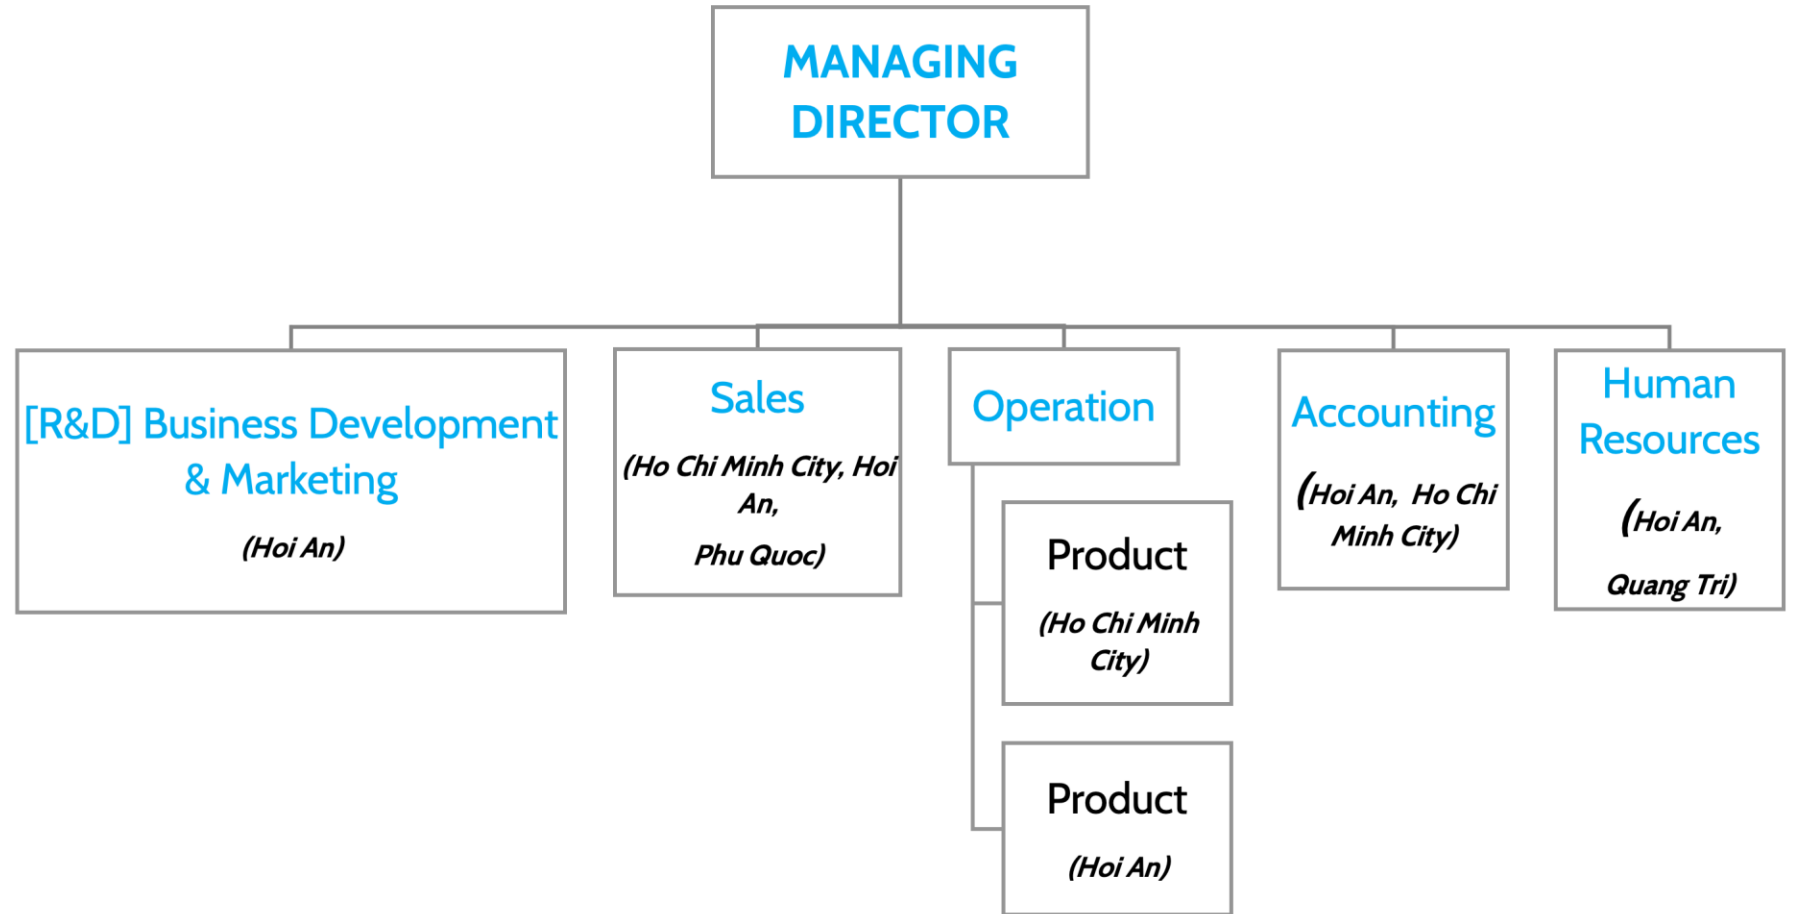 MANAGING
DIRECTOR
[R&D] Business Development
& Marketing
(Hoi An)
Sales
(Ho Chi Minh City, Hoi
An,
Phu Quoc)
Operation
Product
(Ho Chi Minh
City)
Product
(Hoi An)
Accounting
(Hoi An, Ho Chi
Minh City)
Human
Resources
(Hoi An,
Quang Tri)